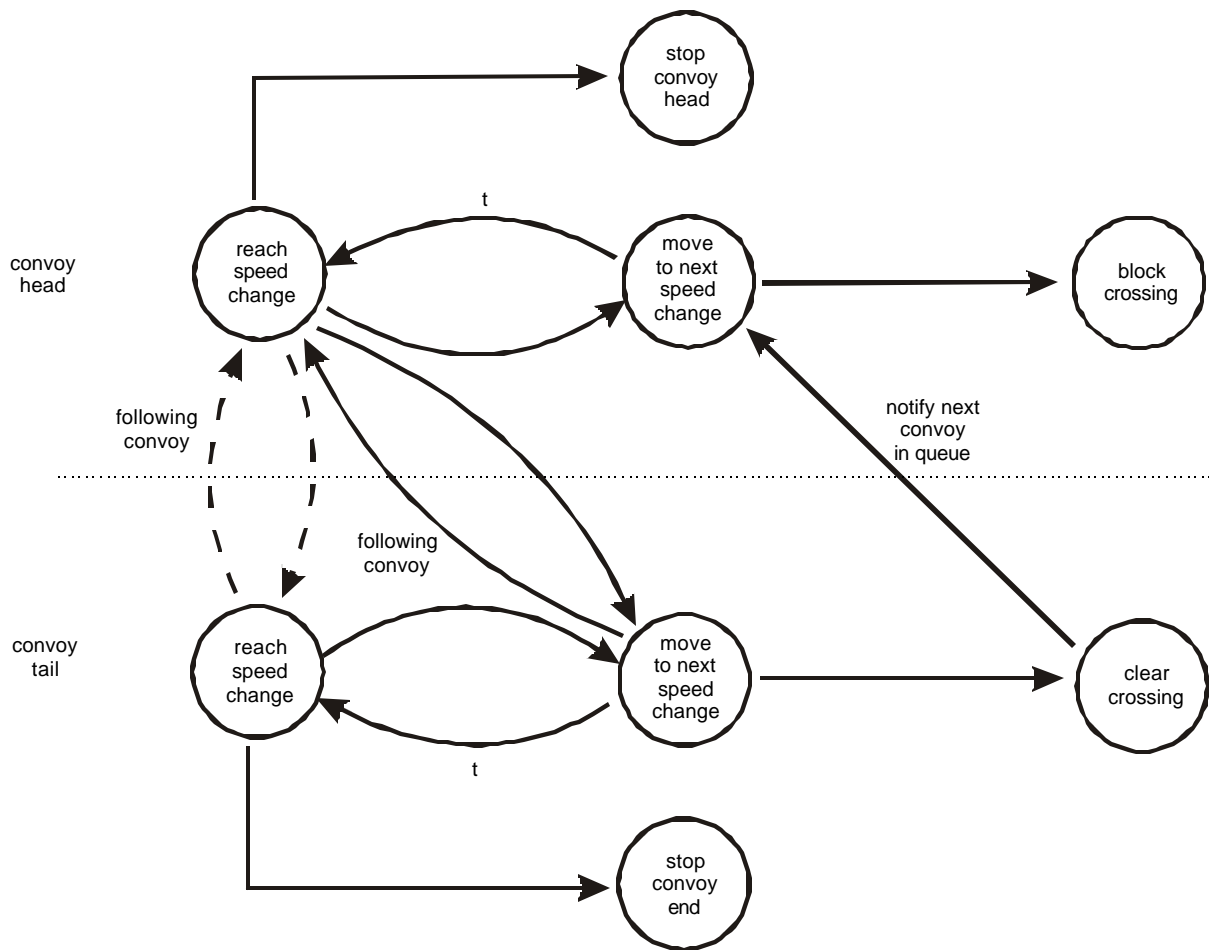 stop
convoy
head
t
convoy
head
reach
speed
change
move
to next
speed
change
block
crossing
following
convoy
notify next
convoy
in queue
following
convoy
convoy
tail
reach
speed
change
move
to next
speed
change
clear
crossing
t
stop
convoy
end